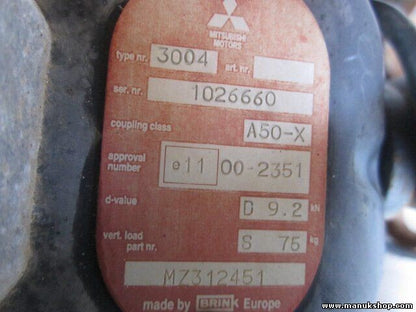 MITSUBISHI
MOTORS
type nr. 3004 art. nr.
ser. nr. 1026660
coupling class A50-X
approval number e11 00-2351
d-value D 9.2 kN
vert. load S 75 kg
part nr. MZ312451
made by BRINK Europe
www.manukshop.com